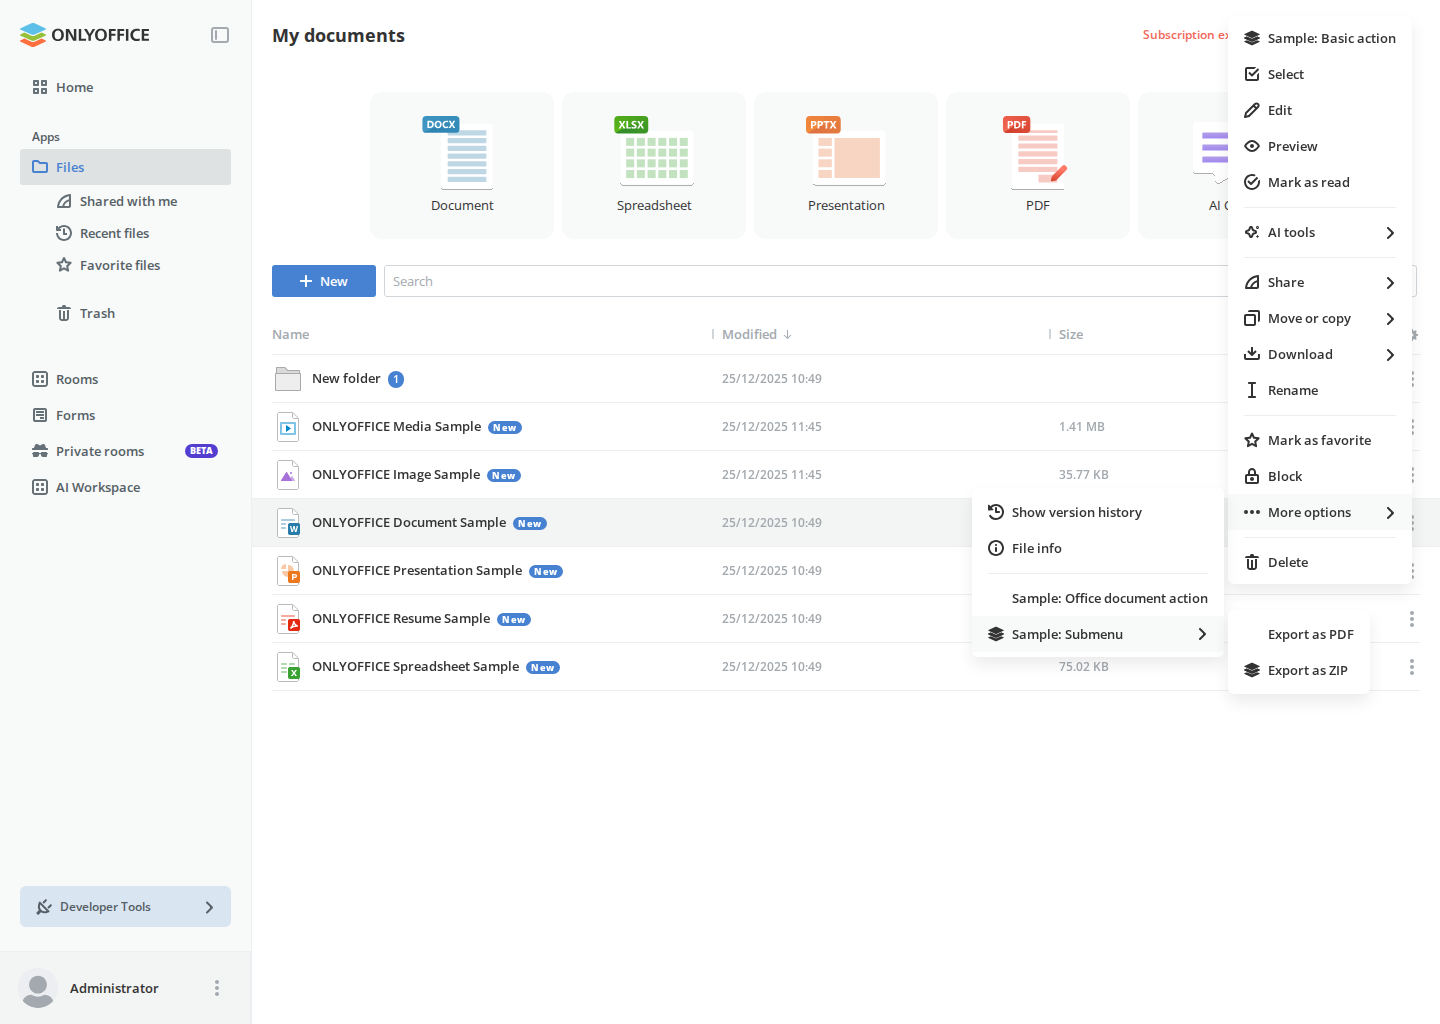 ONLYOFFICE
Home
Apps
Files
Shared with me
Recent files
Favorite files
Trash
Rooms
Forms
Private rooms BETA
AI Workspace
Developer Tools
Administrator
My documents
Subscription ex
DOCX
Document
XLSX
Spreadsheet
PPTX
Presentation
PDF
PDF
AI
New
Search
Name Modified Size
New folder 1 25/12/2025 10:49
ONLYOFFICE Media Sample New 25/12/2025 11:45 1.41 MB
ONLYOFFICE Image Sample New 25/12/2025 11:45 35.77 KB
W ONLYOFFICE Document Sample New 25/12/2025 10:49
P ONLYOFFICE Presentation Sample New 25/12/2025 10:49
ONLYOFFICE Resume Sample New 25/12/2025 10:49
X ONLYOFFICE Spreadsheet Sample New 25/12/2025 10:49 75.02 KB
Sample: Basic action
Select
Edit
Preview
Mark as read
AI tools
Share
Move or copy
Download
Rename
Mark as favorite
Block
More options
Delete
Show version history
File info
Sample: Office document action
Sample: Submenu
Export as PDF
Export as ZIP